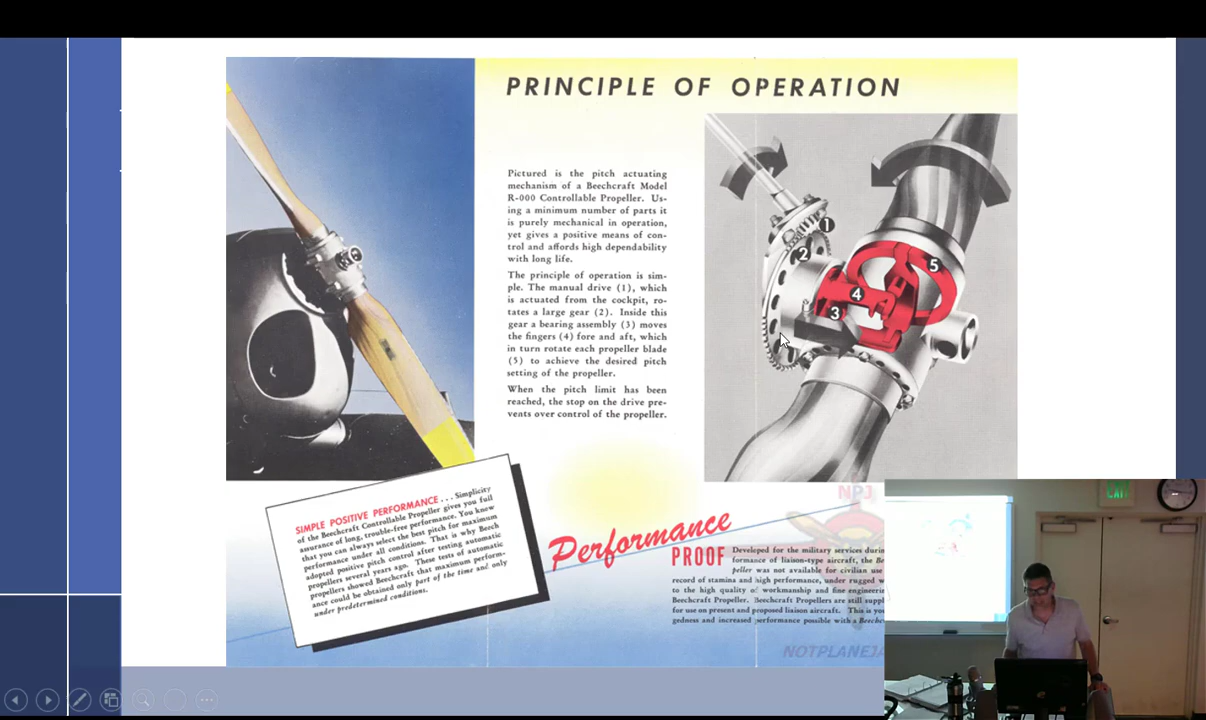 PRINCIPLE OF OPERATION
Pictured is the pitch actuating
mechanism of a Beechcraft Model
R-000 Controllable Propeller. Us-
ing a minimum number of parts it
is purely mechanical in operation,
yet gives a positive means of con-
trol and affords high dependability
with long life.
The principle of operation is sim-
ple. The manual drive (1), which
is actuated from the cockpit, ro-
tates a large gear (2). Inside this
gear a bearing assembly (3) moves
the fingers (4) fore and aft, which
in turn rotate each propeller blade
(5) to achieve the desired pitch
setting of the propeller.
When the pitch limit has been
reached, the stop on the drive pre-
vents over control of the propeller.
1
2
5
4
3
SIMPLE POSITIVE PERFORMANCE . . . Simplicity
of the Beechcraft Controllable Propeller gives you full
assurance of long, trouble-free performance. You know
that you can always select the best pitch for maximum
performance under all conditions. That is why Beech
adopted positive pitch control after testing automatic
propellers several years ago. These tests of automatic
propellers showed Beechcraft that maximum perform-
ance could be obtained only part of the time and only
under predetermined conditions.
Performance
PROOF
Developed for the military services durin
formance of liaison-type aircraft, the Be
peller was not available for civilian use
record of stamina and high performance, under rugged w
to the high quality of workmanship and fine engineerin
Beechcraft Propeller. Beechcraft Propellers are still suppl
for use on present and proposed liaison aircraft. This is you
gedness and increased performance possible with a Beechc
NPJ
NOTPLANEJA
EXIT